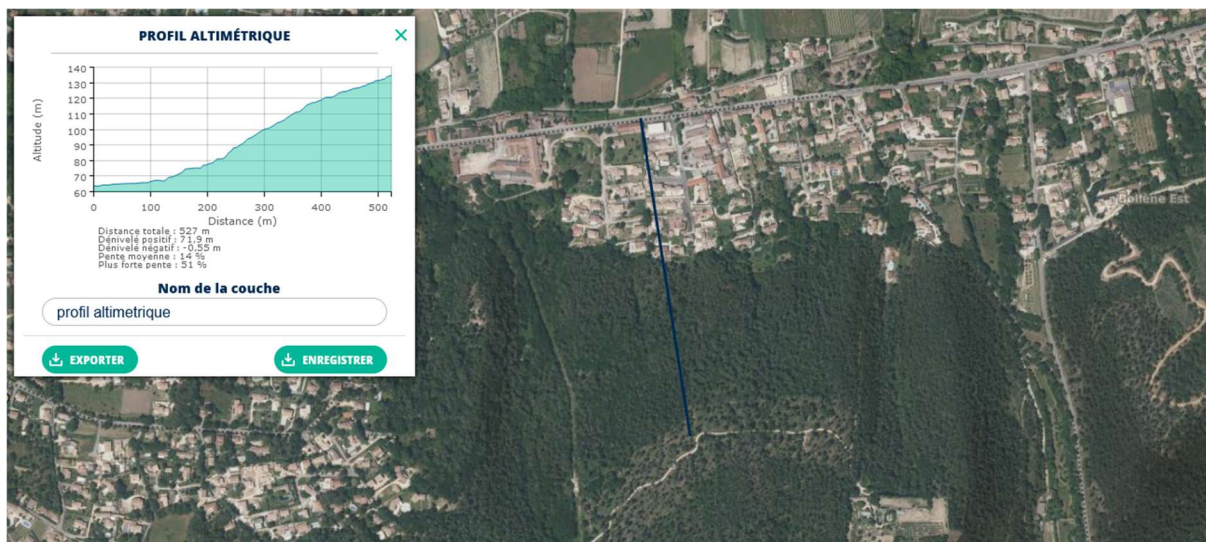 PROFIL ALTIMÉTRIQUE
140
130
120
110
100
90
80
70
60
Altitude (m)
0 100 200 300 400 500
Distance (m)
Distance totale : 527 m
Dénivelé positif : 71,9 m
Dénivelé négatif : -0,55 m
Pente moyenne : 14 %
Plus forte pente : 51 %
Nom de la couche
profil altimetrique
EXPORTER
ENREGISTRER
Bollène Est